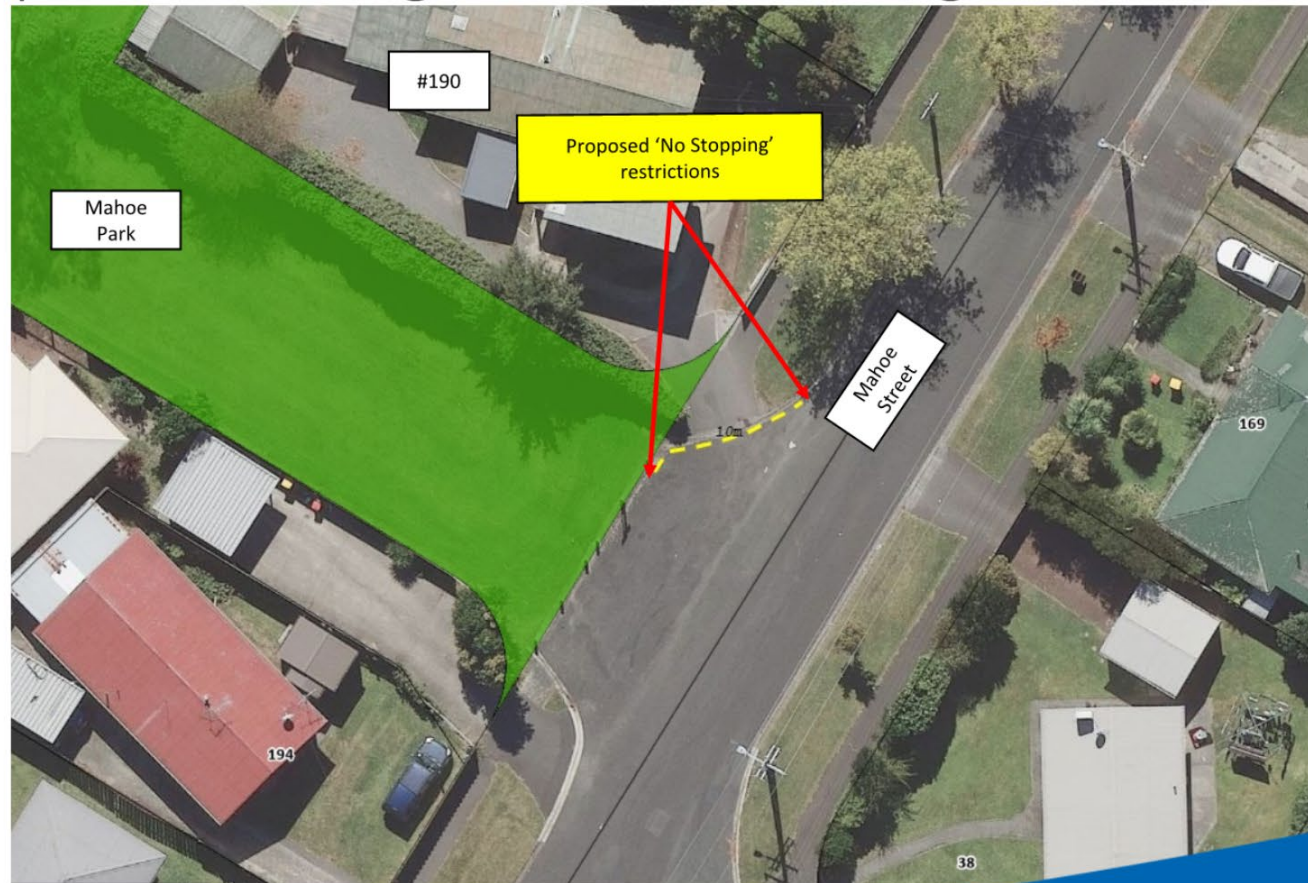 #190
Proposed ‘No Stopping’
restrictions
Mahoe
Park
Mahoe
Street
10m
169
194
38